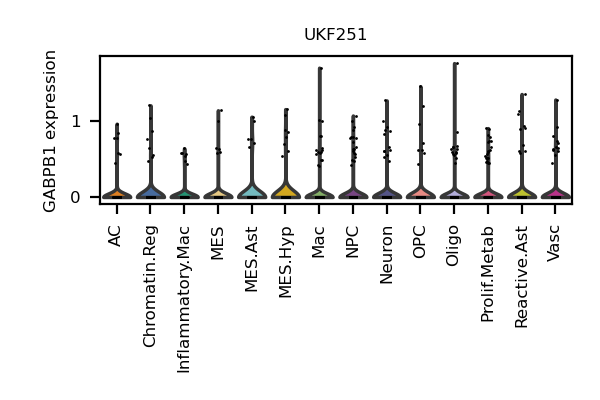 UKF251
GABPB1 expression
1
0
AC
Chromatin.Reg
Inflammatory.Mac
MES
MES.Ast
MES.Hyp
Mac
NPC
Neuron
OPC
Oligo
Prolif.Metab
Reactive.Ast
Vasc